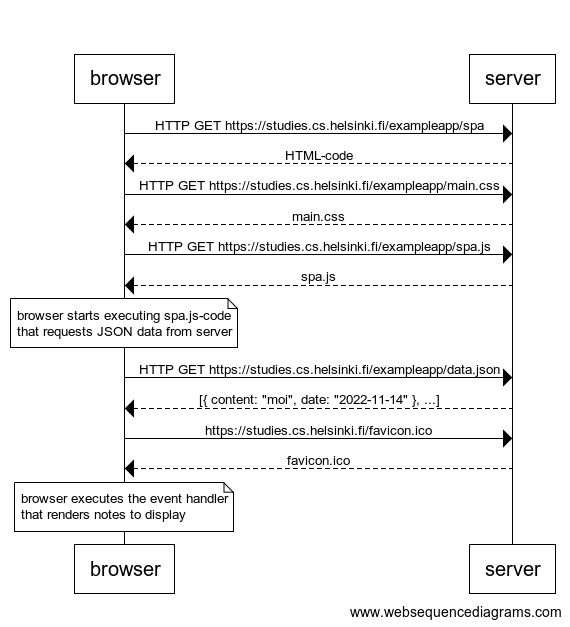 browser
server
HTTP GET https://studies.cs.helsinki.fi/exampleapp/spa
HTML-code
HTTP GET https://studies.cs.helsinki.fi/exampleapp/main.css
main.css
HTTP GET https://studies.cs.helsinki.fi/exampleapp/spa.js
spa.js
browser starts executing spa.js-code
that requests JSON data from server
HTTP GET https://studies.cs.helsinki.fi/exampleapp/data.json
[{ content: "moi", date: "2022-11-14" }, ...]
https://studies.cs.helsinki.fi/favicon.ico
favicon.ico
browser executes the event handler
that renders notes to display
browser
server
www.websequencediagrams.com